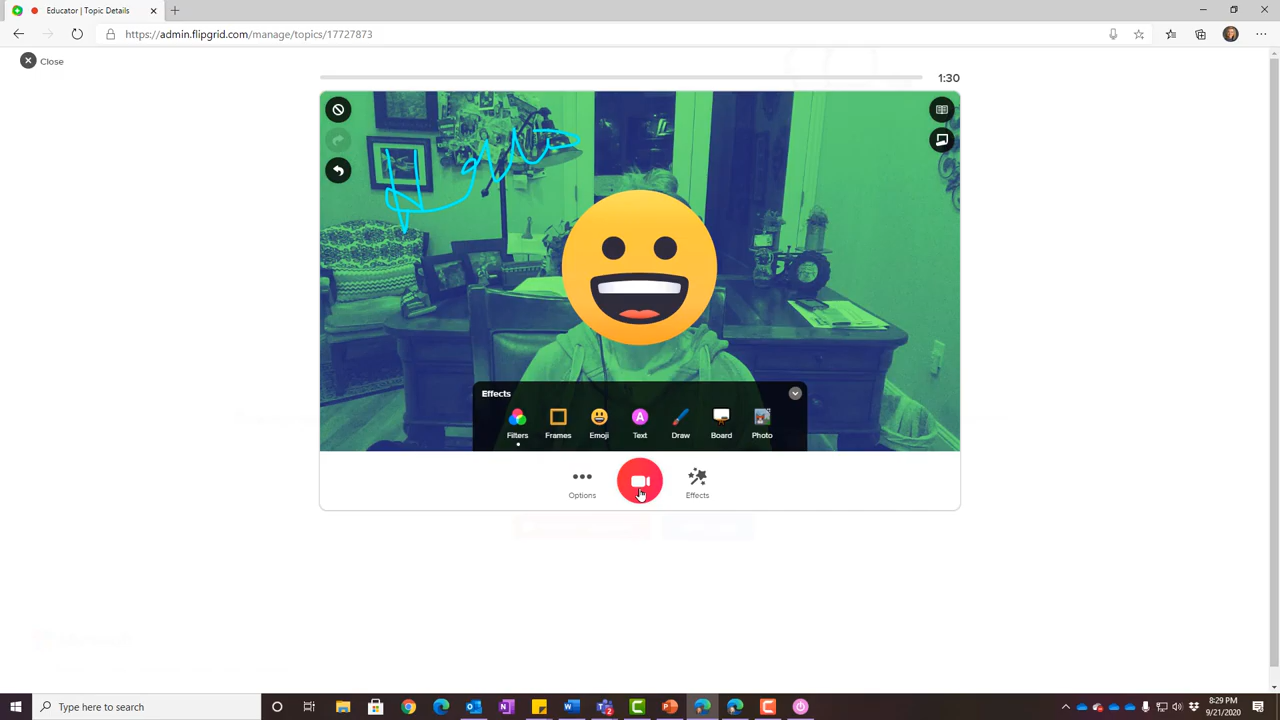 Educator | Topic Details
https://admin.flipgrid.com/manage/topics/17727873
Close
1:30
Effects
Filters
Frames
Emoji
A
Text
Draw
Board
Photo
Options
Effects
Type here to search
8:29 PM
9/21/2020